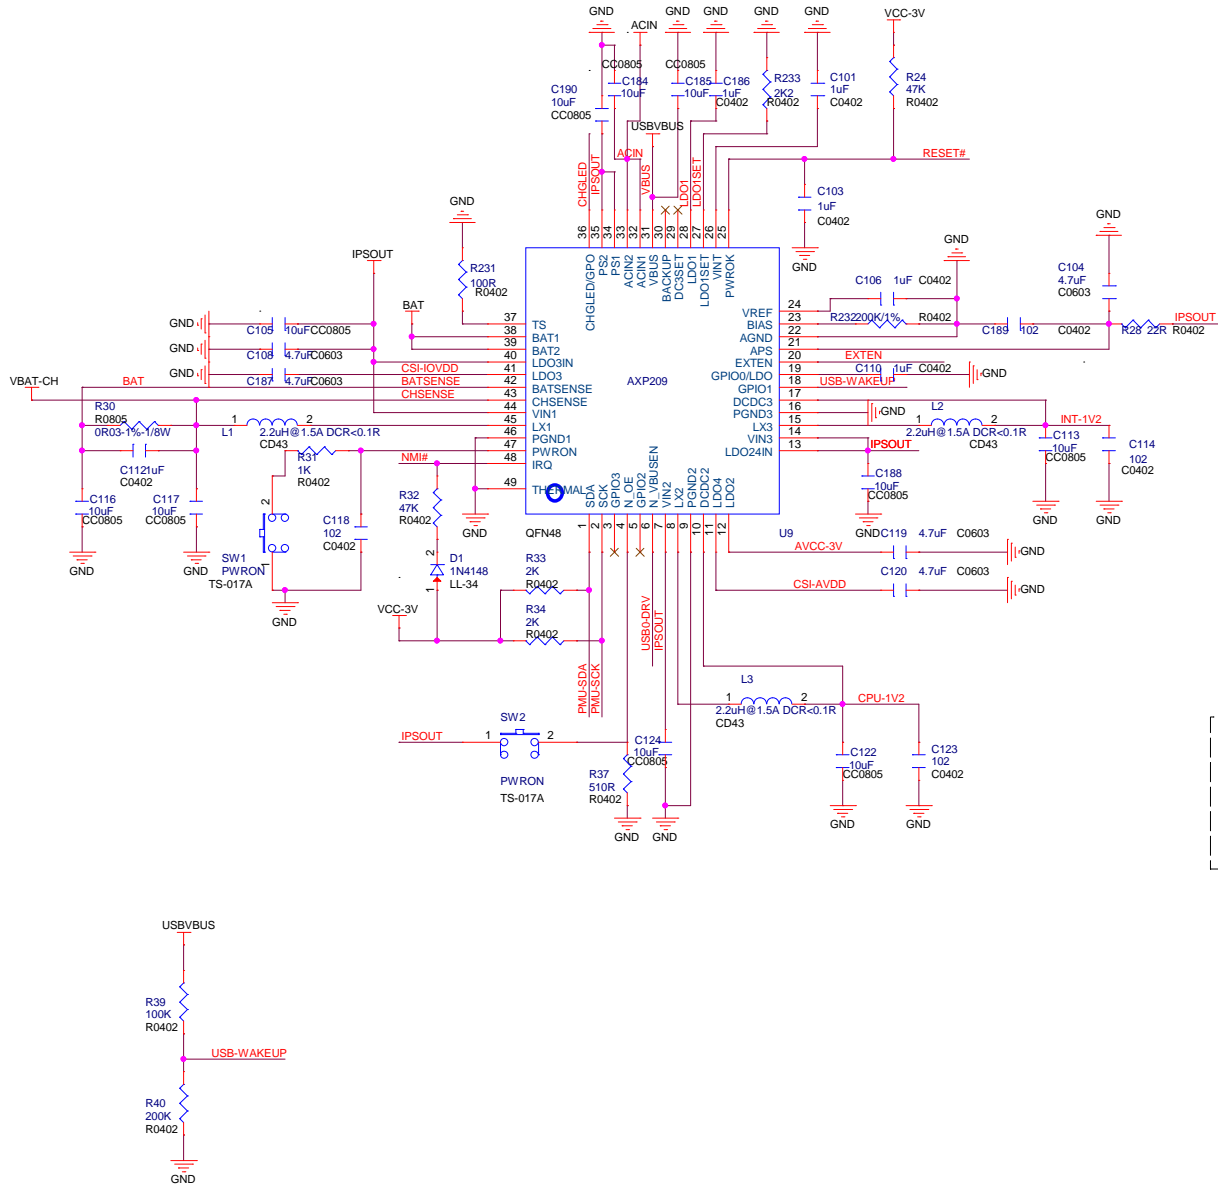 GND
ACIN
GND
GND
GND
GND
VCC-3V
CC0805
C184
10uF
CC0805
C185
10uF
C186
1uF
C0402
R233
2K2
R0402
C101
1uF
C0402
R24
47K
R0402
C190
10uF
CC0805
USBVBUS
CHGLED
IPSOUT
ACIN
VBUS
LDO1
LDO1SET
RESET#
C103
1uF
C0402
GND
GND
R231
100R
R0402
IPSOUT
BAT
36
35
34
33
32
31
30
29
28
27
26
25
CHGLED/GPO
PS2
PS1
ACIN2
ACIN1
VBUS
BACKUP
DC3SET
LDO1
LDO1SET
VINT
PWROK
GND
GND
C106 1uF C0402
C104
4.7uF
C0603
R232 200K/1% R0402
C189 102 C0402
R28 22R
R0402
IPSOUT
GND
C105 10uF CC0805
GND
C108 4.7uF C0603
GND
C187 4.7uF C0603
CSI-IOVDD
BATSENSE
CHSENSE
VBAT-CH
BAT
37 TS
38 BAT1
39 BAT2
40 LDO3IN
41 LDO3
42 BATSENSE
43 CHSENSE
44 VIN1
45 LX1
46 PGND1
47 PWRON
48 IRQ
49 THERMAL
AXP209
VREF 24
BIAS 23
AGND 22
APS 21
EXTEN 20
GPIO0/LDO 19
GPIO1 18
DCDC3 17
PGND3 16
LX3 15
VIN3 14
LDO24IN 13
EXTEN
C110 1uF C0402
GND
USB-WAKEUP
GND
L2
1 2
2.2uH@1.5A DCR<0.1R
CD43
INT-1V2
IPSOUT
C113
10uF
CC0805
C114
102
C0402
C188
10uF
CC0805
GND
GND
GND
R30
R0805
0R03-1%-1/8W
L1
1 2
2.2uH@1.5A DCR<0.1R
CD43
C112 1uF
C0402
C116
10uF
CC0805
C117
10uF
CC0805
GND
GND
R31
1K
R0402
NMI#
2
1
SW1
PWRON
TS-017A
C118
102
C0402
GND
GND
R32
47K
R0402
2
1
D1
1N4148
LL-34
VCC-3V
QFN48
U9
SDA
SCK
GPIO3
N_OE
GPIO2
N_VBUSEN
VIN2
LX2
PGND2
DCDC2
LDO4
LDO2
1
2
3
4
5
6
7
8
9
10
11
12
R33
2K
R0402
R34
2K
R0402
AVCC-3V
C119 4.7uF C0603
GND
CSI-AVDD
C120 4.7uF C0603
GND
USB0-DRV
IPSOUT
PMU-SDA
PMU-SCK
L3
1 2
2.2uH@1.5A DCR<0.1R
CD43
CPU-1V2
IPSOUT
SW2
1 2
PWRON
TS-017A
C124
10uF
CC0805
R37
510R
R0402
GND
GND
C122
10uF
CC0805
C123
102
C0402
GND
GND
USBVBUS
R39
100K
R0402
USB-WAKEUP
R40
200K
R0402
GND